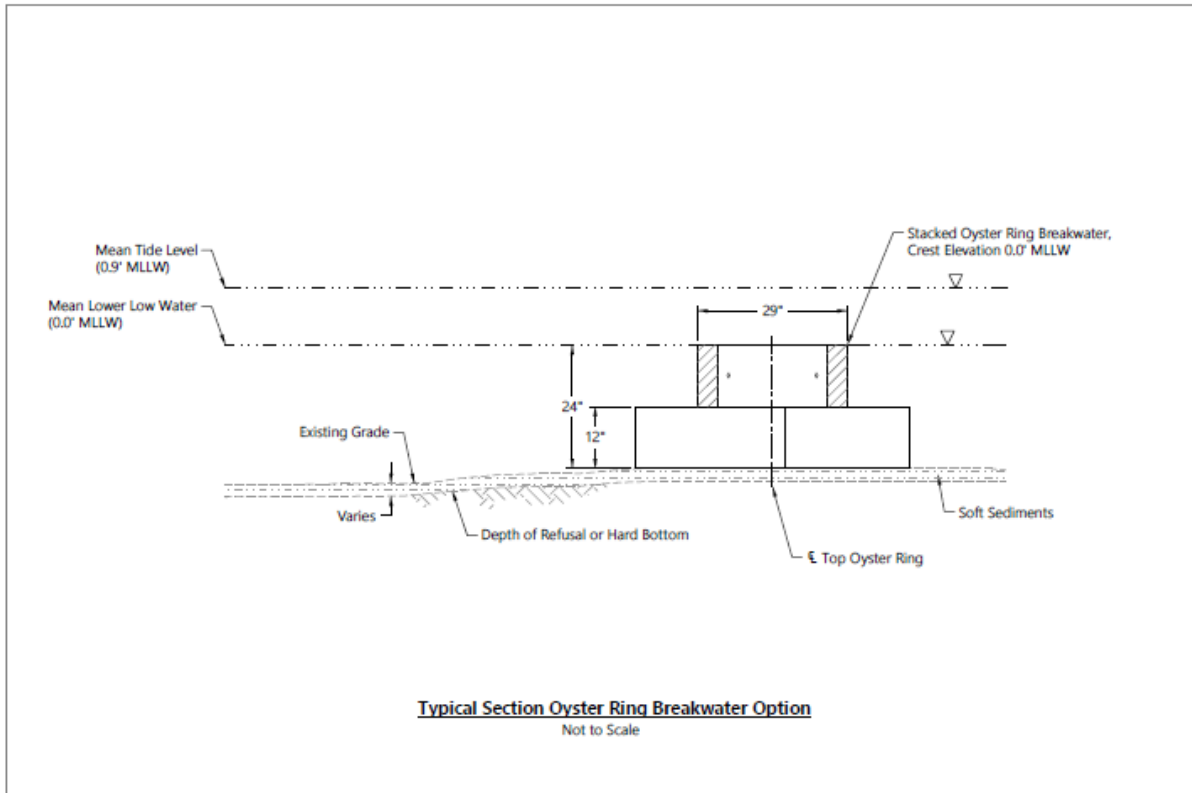 Mean Tide Level
(0.9' MLLW)
Mean Lower Low Water
(0.0' MLLW)
Stacked Oyster Ring Breakwater,
Crest Elevation 0.0' MLLW
29"
24"
12"
Existing Grade
Varies
Depth of Refusal or Hard Bottom
Soft Sediments
℄ Top Oyster Ring
Typical Section Oyster Ring Breakwater Option
Not to Scale